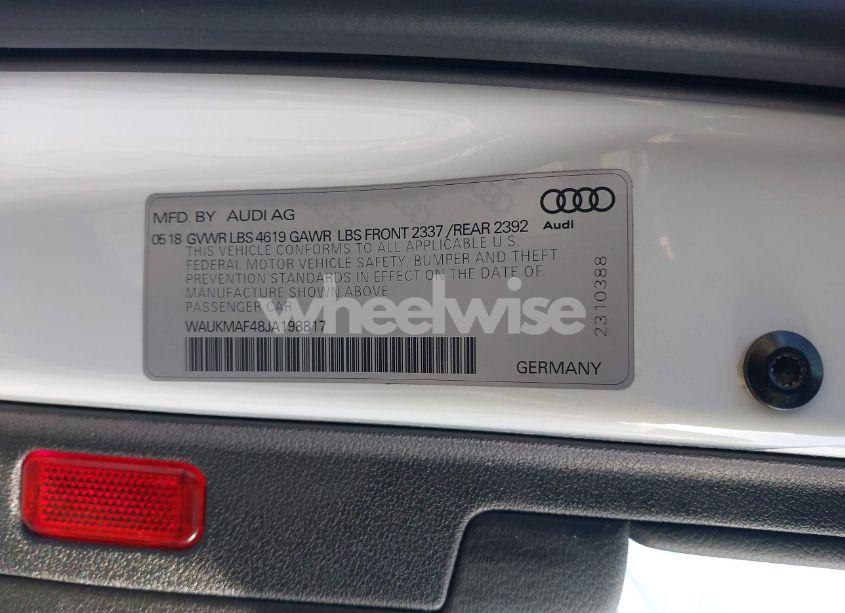 MFD. BY AUDI AG
Audi
05 18 GVWR LBS 4619 GAWR LBS FRONT 2337 /REAR 2392
THIS VEHICLE CONFORMS TO ALL APPLICABLE U.S.
FEDERAL MOTOR VEHICLE SAFETY, BUMPER AND THEFT
PREVENTION STANDARDS IN EFFECT ON THE DATE OF
MANUFACTURE SHOWN ABOVE.
PASSENGER CAR
WAUKMAF48JA198817
GERMANY
2310388
wheelwise